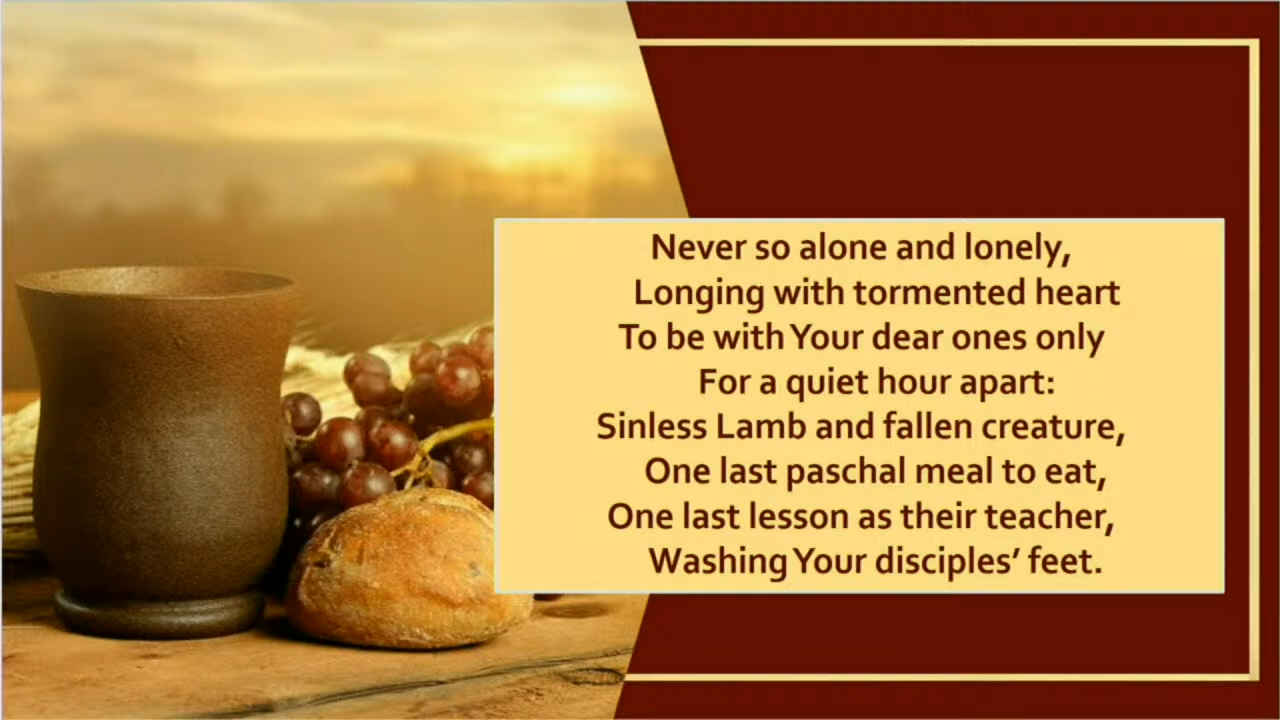 Never so alone and lonely,
Longing with tormented heart
To be with Your dear ones only
For a quiet hour apart:
Sinless Lamb and fallen creature,
One last paschal meal to eat,
One last lesson as their teacher,
Washing Your disciples’ feet.